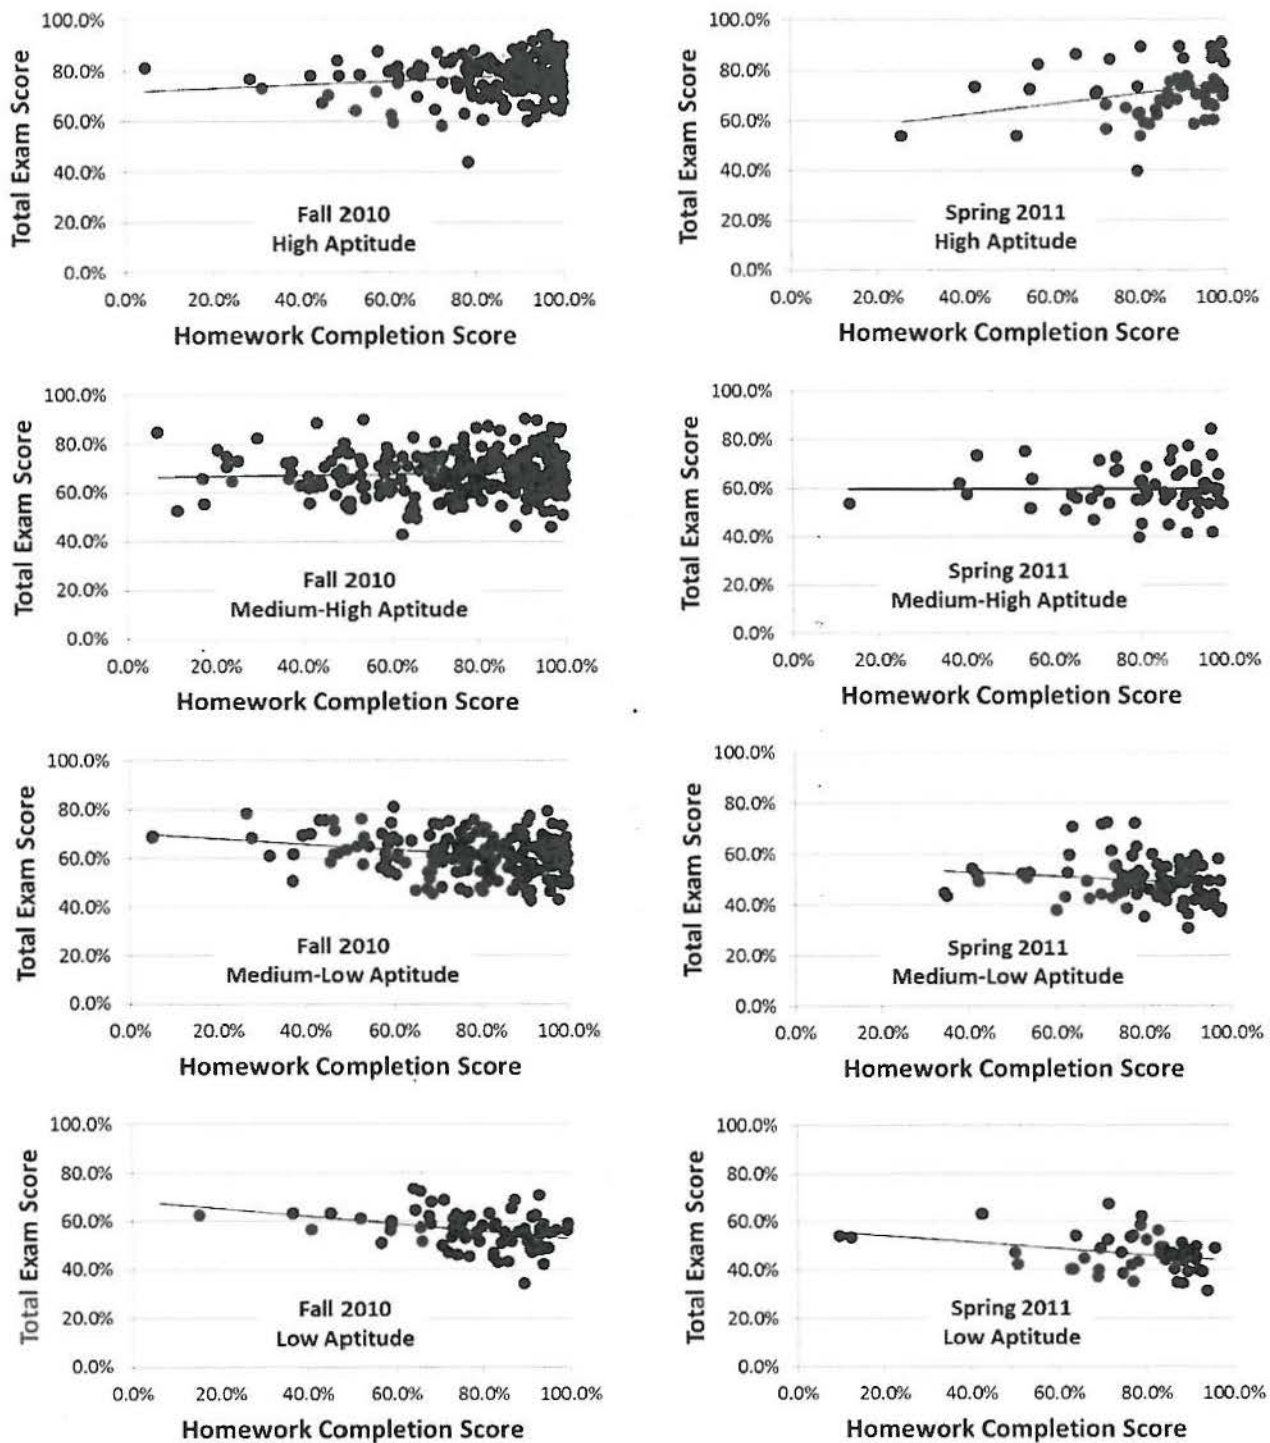 100.0%
80.0%
60.0%
40.0%
20.0%
0.0%
Total Exam Score
Fall 2010
High Aptitude
0.0% 20.0% 40.0% 60.0% 80.0% 100.0%
Homework Completion Score
100.0%
80.0%
60.0%
40.0%
20.0%
0.0%
Total Exam Score
Spring 2011
High Aptitude
0.0% 20.0% 40.0% 60.0% 80.0% 100.0%
Homework Completion Score
100.0%
80.0%
60.0%
40.0%
20.0%
0.0%
Total Exam Score
Fall 2010
Medium-High Aptitude
0.0% 20.0% 40.0% 60.0% 80.0% 100.0%
Homework Completion Score
100.0%
80.0%
60.0%
40.0%
20.0%
0.0%
Total Exam Score
Spring 2011
Medium-High Aptitude
0.0% 20.0% 40.0% 60.0% 80.0% 100.0%
Homework Completion Score
100.0%
80.0%
60.0%
40.0%
20.0%
0.0%
Total Exam Score
Fall 2010
Medium-Low Aptitude
0.0% 20.0% 40.0% 60.0% 80.0% 100.0%
Homework Completion Score
100.0%
80.0%
60.0%
40.0%
20.0%
0.0%
Total Exam Score
Spring 2011
Medium-Low Aptitude
0.0% 20.0% 40.0% 60.0% 80.0% 100.0%
Homework Completion Score
100.0%
80.0%
60.0%
40.0%
20.0%
0.0%
Total Exam Score
Fall 2010
Low Aptitude
0.0% 20.0% 40.0% 60.0% 80.0% 100.0%
Homework Completion Score
100.0%
80.0%
60.0%
40.0%
20.0%
0.0%
Total Exam Score
Spring 2011
Low Aptitude
0.0% 20.0% 40.0% 60.0% 80.0% 100.0%
Homework Completion Score